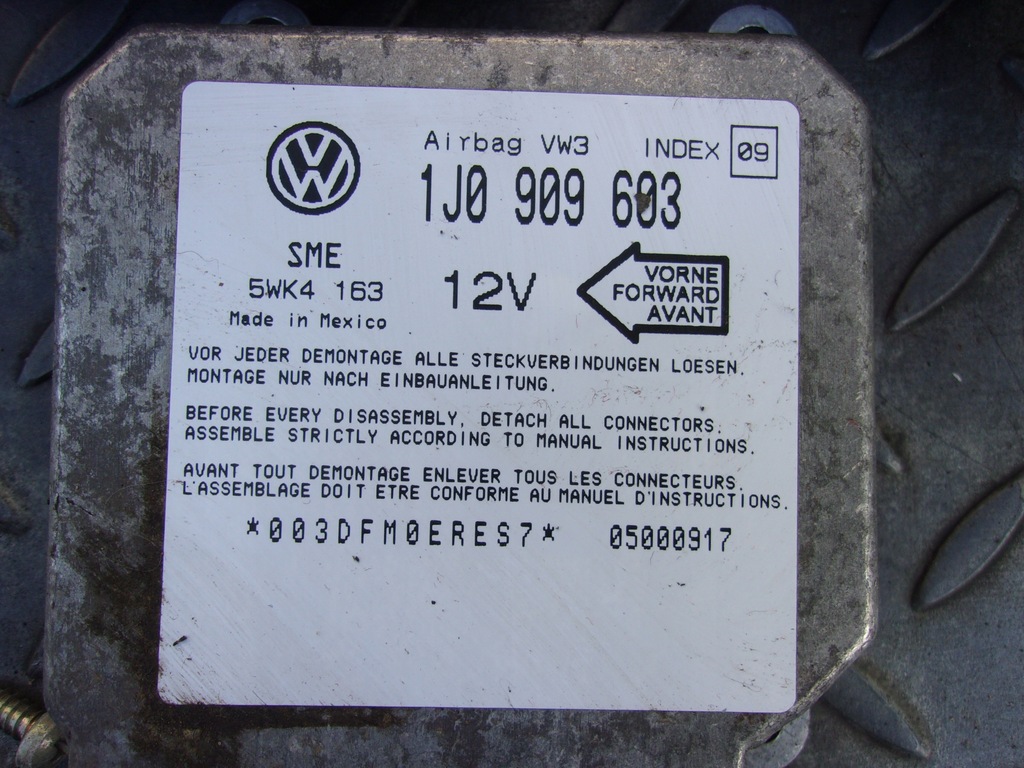 Airbag VW3 INDEX 09
1J0 909 603
SME
5WK4 163
Made in Mexico
12V
VORNE
FORWARD
AVANT
VOR JEDER DEMONTAGE ALLE STECKVERBINDUNGEN LOESEN.
MONTAGE NUR NACH EINBAUANLEITUNG.
BEFORE EVERY DISASSEMBLY, DETACH ALL CONNECTORS.
ASSEMBLE STRICTLY ACCORDING TO MANUAL INSTRUCTIONS.
AVANT TOUT DEMONTAGE ENLEVER TOUS LES CONNECTEURS.
L'ASSEMBLAGE DOIT ETRE CONFORME AU MANUEL D'INSTRUCTIONS.
*003DFM0ERES7* 05000917